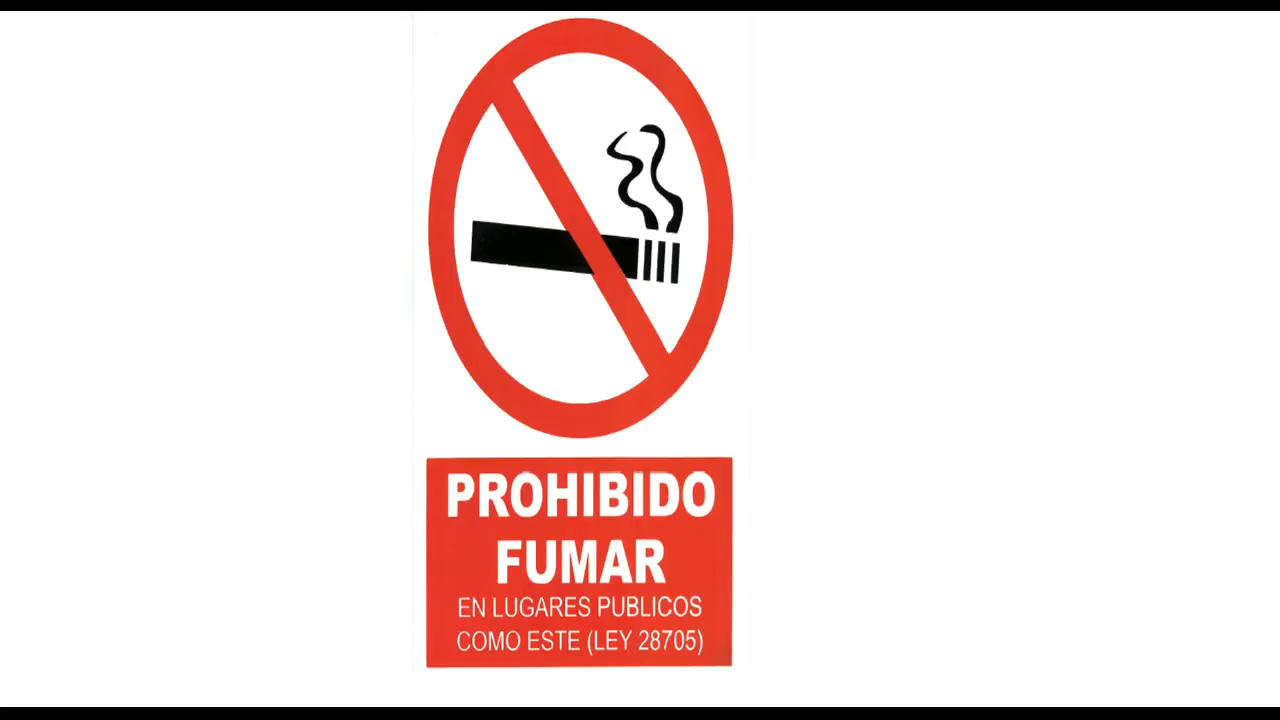 PROHIBIDO
FUMAR
EN LUGARES PUBLICOS
COMO ESTE (LEY 28705)